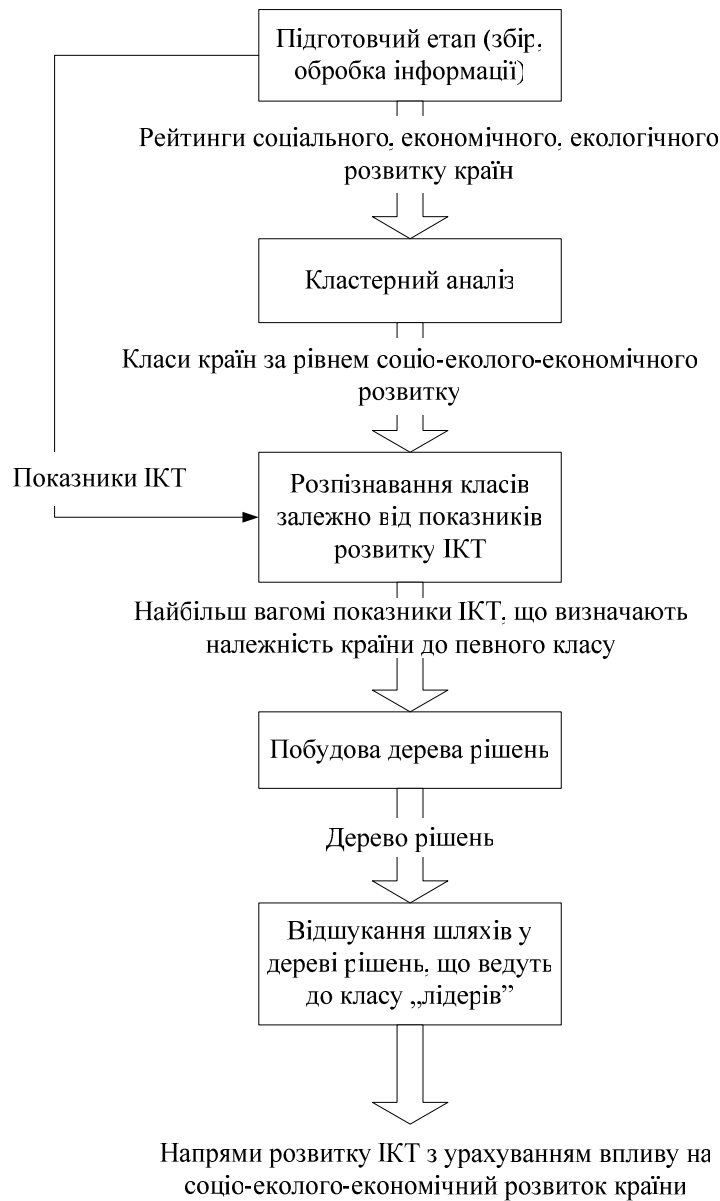 Підготовчий етап (збір,
обробка інформації)
Рейтинги соціального, економічного, екологічного
розвитку країн
Кластерний аналіз
Класи країн за рівнем соціо-еколого-економічного
розвитку
Показники ІКТ
Розпізнавання класів
залежно від показників
розвитку ІКТ
Найбільш вагомі показники ІКТ, що визначають
належність країни до певного класу
Побудова дерева рішень
Дерево рішень
Відшукання шляхів у
дереві рішень, що ведуть
до класу „лідерів”
Напрями розвитку ІКТ з урахуванням впливу на
соціо-еколого-економічний розвиток країни